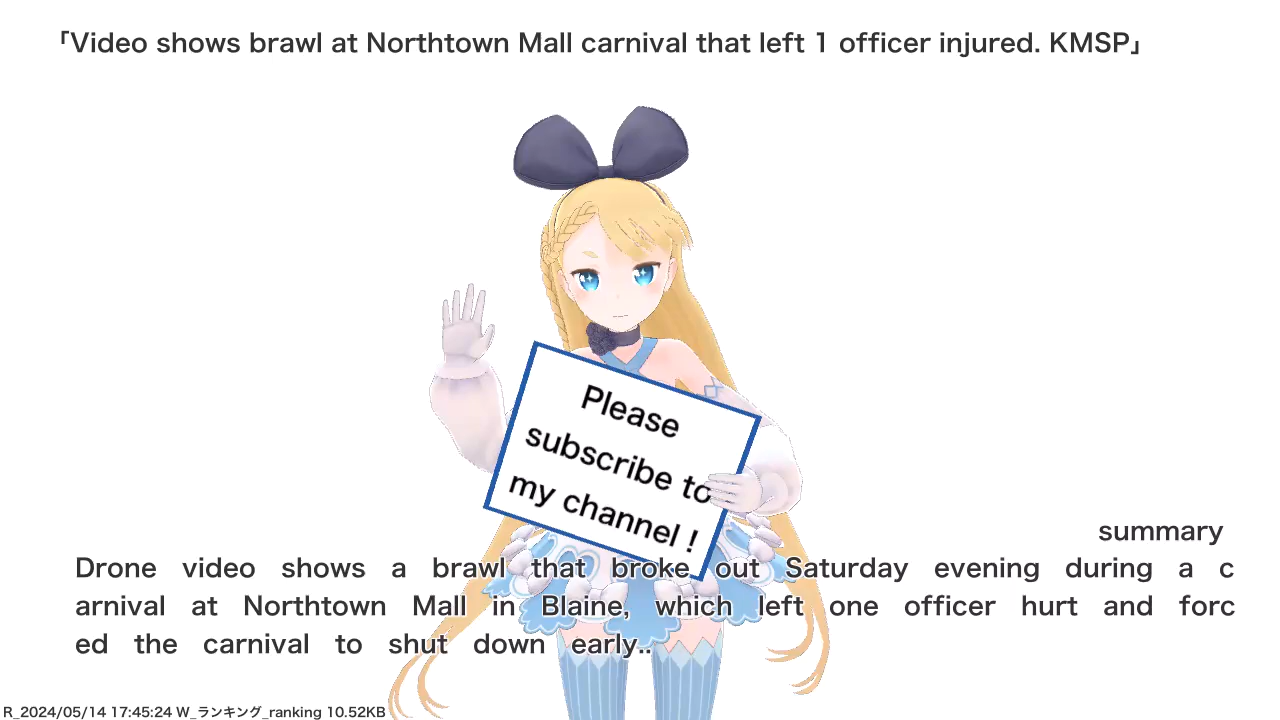 「Video shows brawl at Northtown Mall carnival that left 1 officer injured. KMSP」
Please
subscribe to
my channel !
summary
Drone video shows a brawl that broke out Saturday evening during a c
arnival at Northtown Mall in Blaine, which left one officer hurt and forc
ed the carnival to shut down early..
R_2024/05/14 17:45:24 W_ランキング_ranking 10.52KB